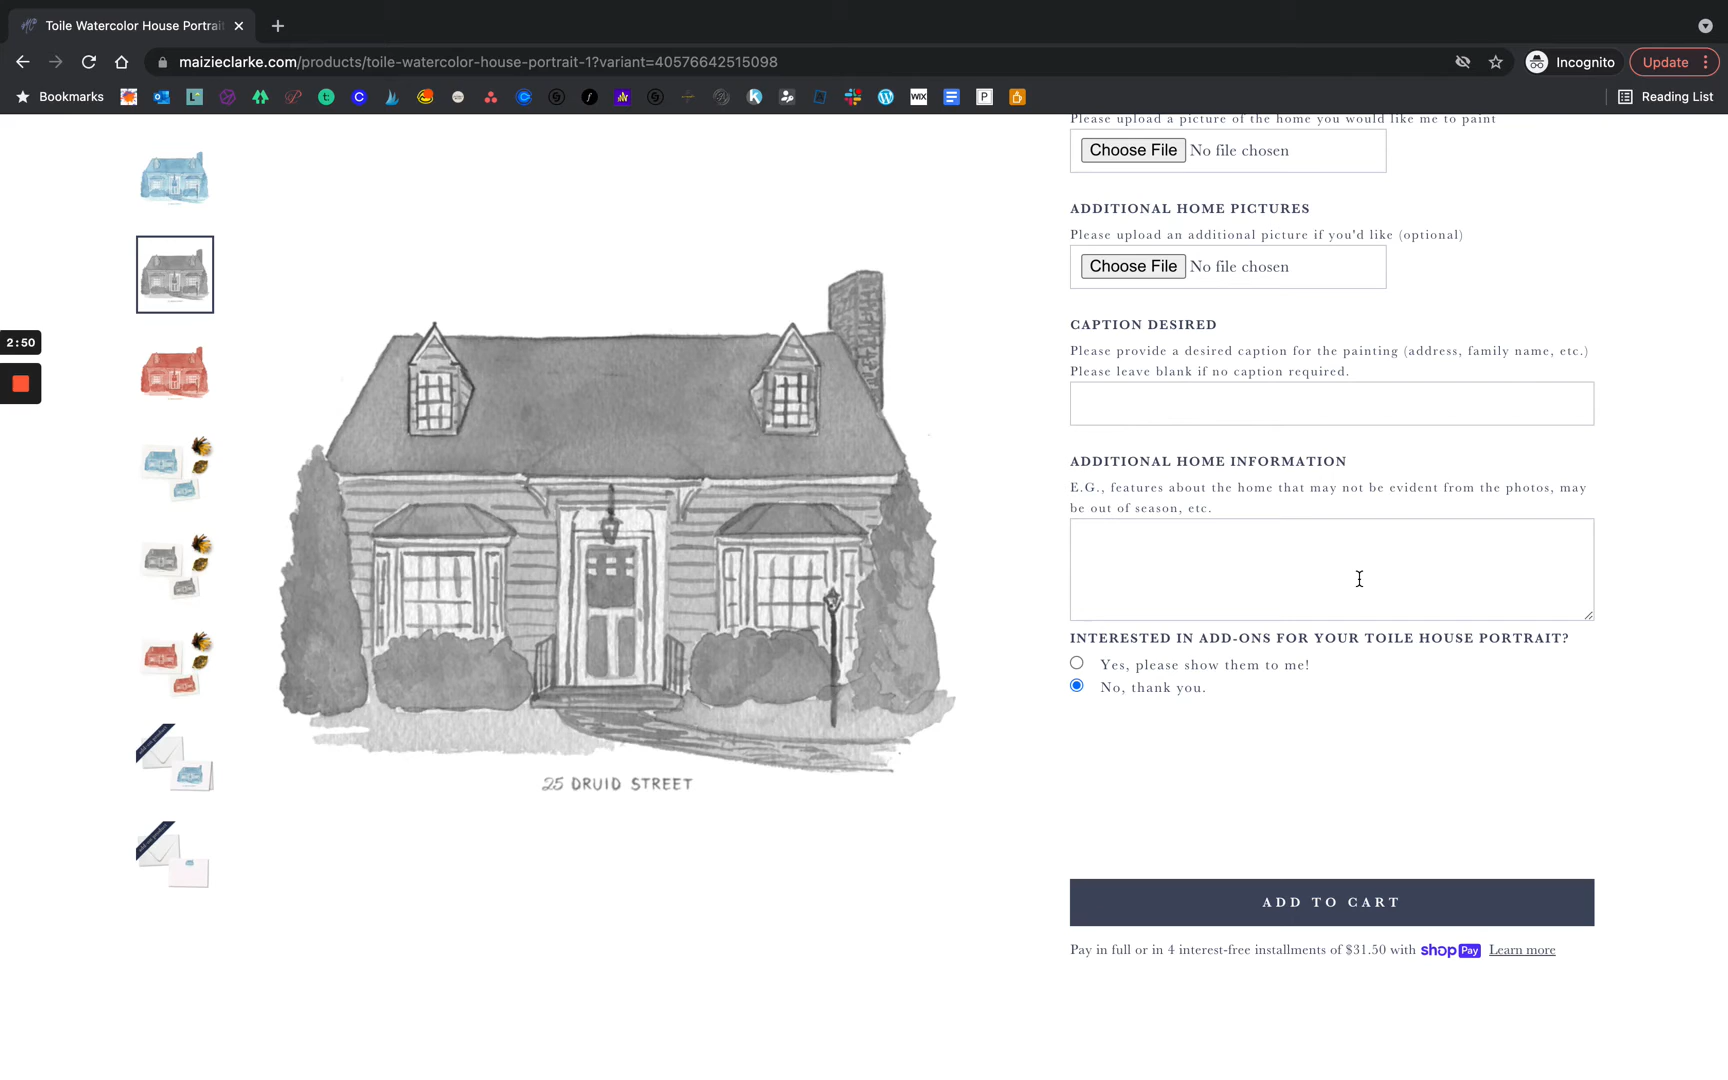 Toile Watercolor House Portrai
maizieclarke.com/products/toile-watercolor-house-portrait-1?variant=40576642515098
Incognito
Update
Bookmarks
Reading List
Please upload a picture of the home you would like me to paint
Choose File No file chosen
ADDITIONAL HOME PICTURES
Please upload an additional picture if you'd like (optional)
Choose File No file chosen
2:50
CAPTION DESIRED
Please provide a desired caption for the painting (address, family name, etc.)
Please leave blank if no caption required.
ADDITIONAL HOME INFORMATION
E.G., features about the home that may not be evident from the photos, may
be out of season, etc.
INTERESTED IN ADD-ONS FOR YOUR TOILE HOUSE PORTRAIT?
Yes, please show them to me!
No, thank you.
25 DRUID STREET
ADD TO CART
Pay in full or in 4 interest-free installments of $31.50 with shop Pay Learn more